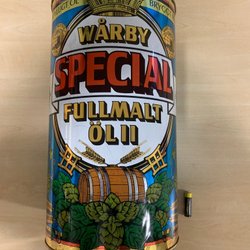 WÅRBY
SPECIAL
FULLMALT
ÖL II